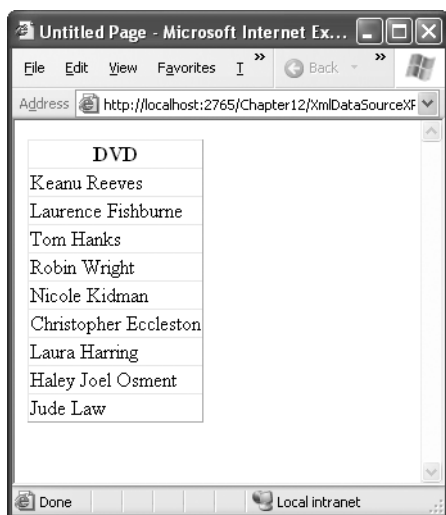 Untitled Page - Microsoft Internet Ex...
File Edit View Favorites T » Back »
Address http://localhost:2765/Chapter12/XmlDataSourceXF
DVD
Keanu Reeves
Laurence Fishburne
Tom Hanks
Robin Wright
Nicole Kidman
Christopher Eccleston
Laura Harring
Haley Joel Osment
Jude Law
Done Local intranet